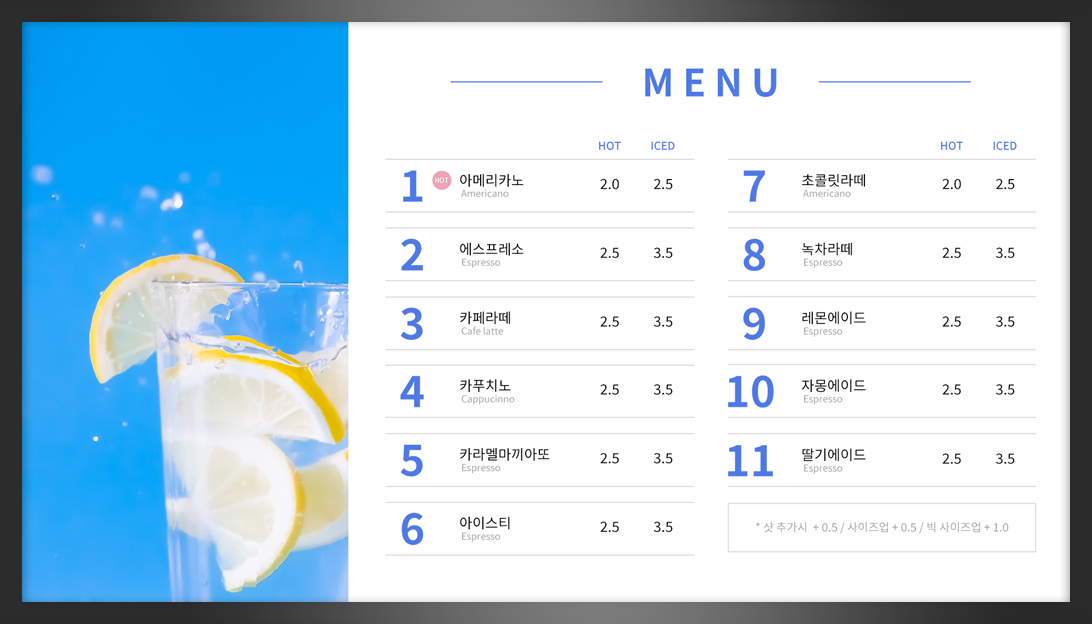 MENU
HOT ICED
1 HOT 아메리카노 2.0 2.5
Americano
2 에스프레소 2.5 3.5
Espresso
3 카페라떼 2.5 3.5
Cafe latte
4 카푸치노 2.5 3.5
Cappucinno
5 카라멜마끼아또 2.5 3.5
Espresso
6 아이스티 2.5 3.5
Espresso
HOT ICED
7 초콜릿라떼 2.0 2.5
Americano
8 녹차라떼 2.5 3.5
Espresso
9 레몬에이드 2.5 3.5
Espresso
10 자몽에이드 2.5 3.5
Espresso
11 딸기에이드 2.5 3.5
Espresso
* 샷 추가시 + 0.5 / 사이즈업 + 0.5 / 빅 사이즈업 + 1.0